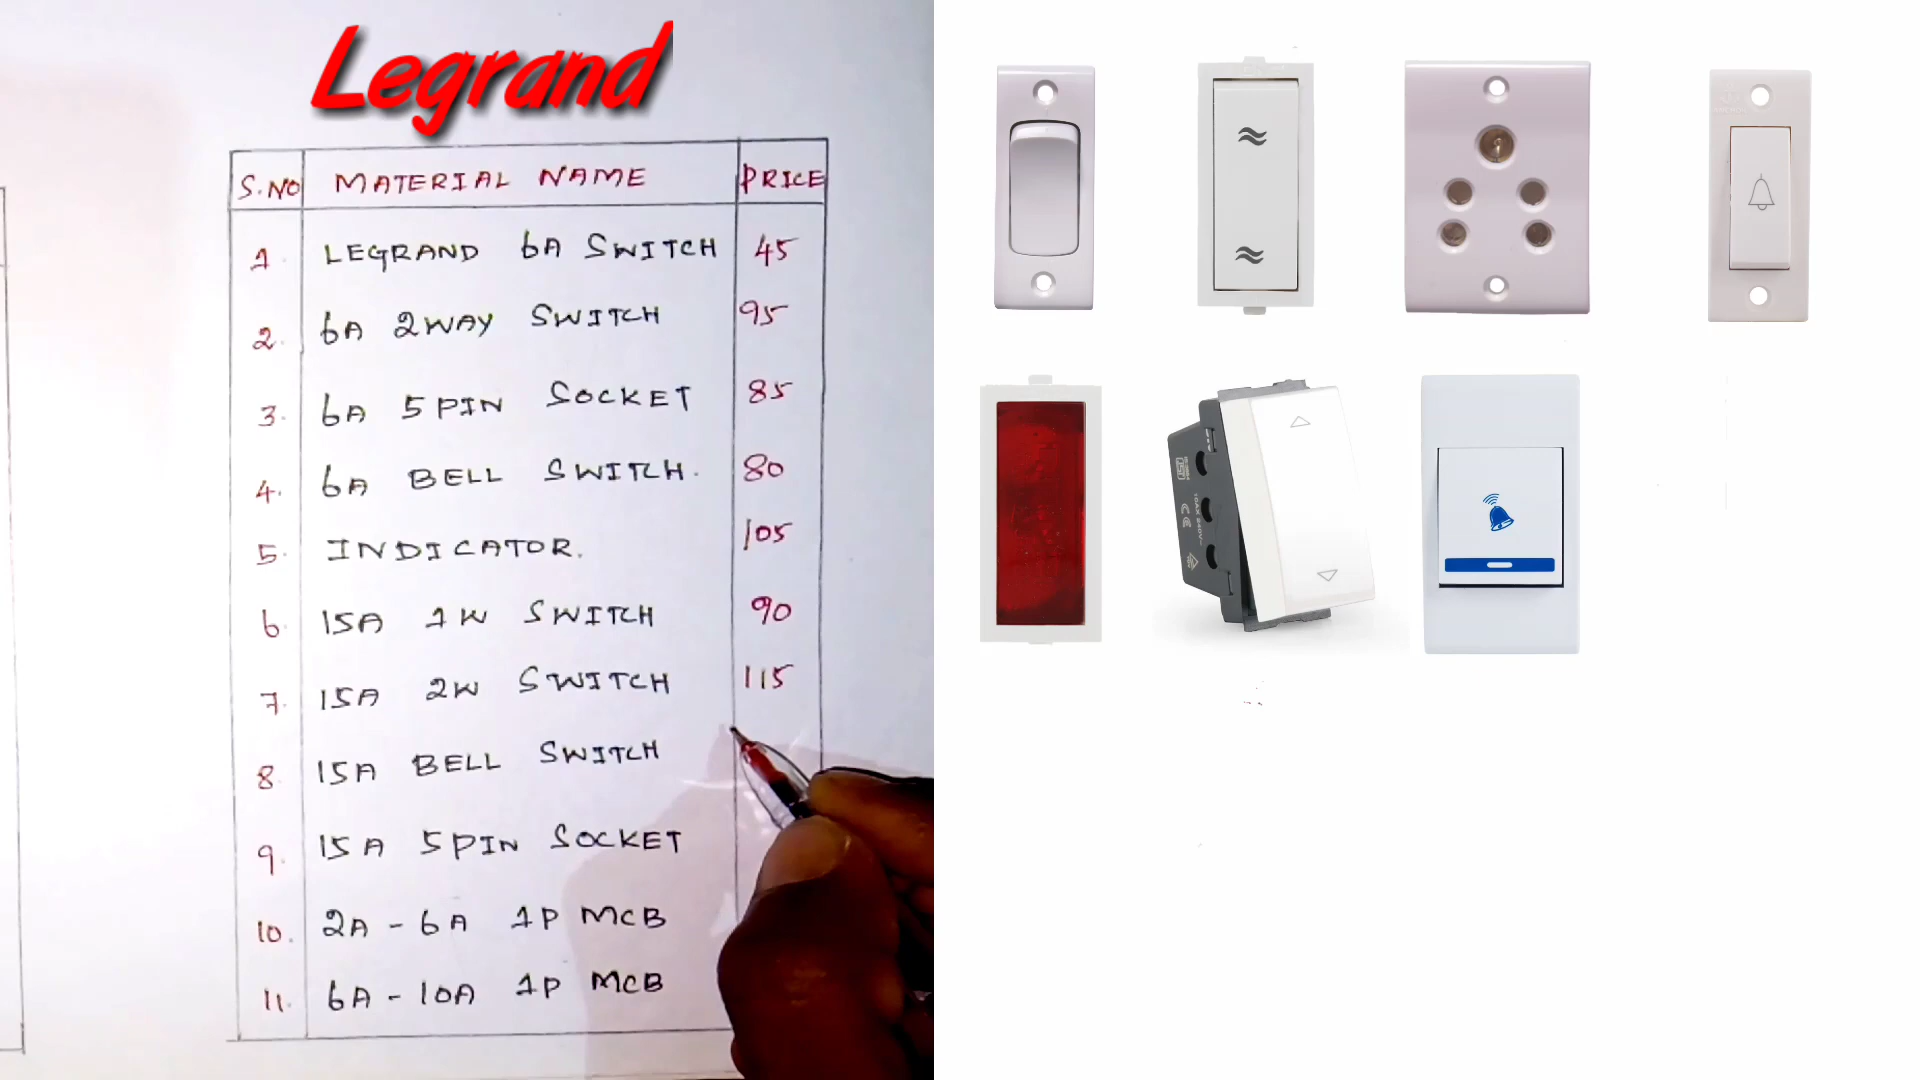 Legrand
S.NO MATERIAL NAME PRICE
1. LEGRAND 6A SWITCH 45
2. 6A 2WAY SWITCH 95
3. 6A 5PIN SOCKET 85
4. 6A BELL SWITCH. 80
5. INDICATOR. 105
6. 15A 1W SWITCH 90
7. 15A 2W SWITCH 115
8. 15A BELL SWITCH
9. 15A 5PIN SOCKET
10. 2A - 6A 1P MCB
11. 6A - 10A 1P MCB